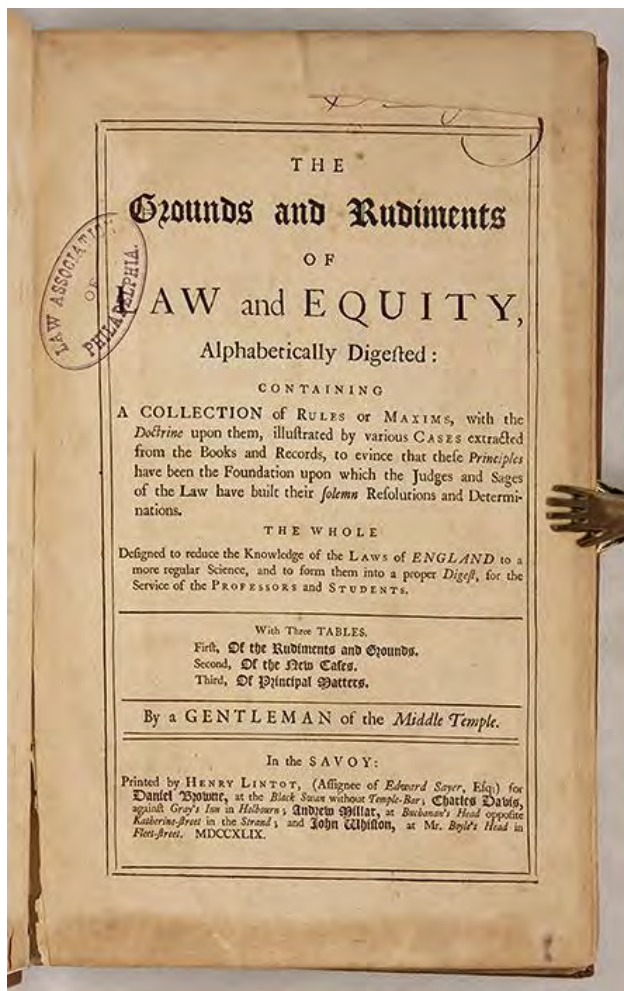 THE
Grounds and Rudiments
OF
LAW and EQUITY,
Alphabetically Digeſted :
CONTAINING
A COLLECTION of RULES or MAXIMS, with the
Doctrine upon them, illuſtrated by various CASES extracted
from the Books and Records, to evince that theſe Principles
have been the Foundation upon which the Judges and Sages
of the Law have built their ſolemn Reſolutions and Determi-
nations.
THE WHOLE
Deſigned to reduce the Knowledge of the LAWS of ENGLAND to a
more regular Science, and to form them into a proper Digeſt, for the
Service of the PROFESSORS and STUDENTS.
With Three TABLES.
Firſt, Of the Rudiments and Grounds.
Second, Of the New Caſes.
Third, Of Principal Matters.
By a GENTLEMAN of the Middle Temple.
In the SAVOY:
Printed by HENRY LINTOT, (Aſſignee of Edward Sayer, Eſq;) for
Daniel Browne, at the Black Swan without Temple-Bar; Charles Davis,
againſt Gray's Inn in Holbourn; Andrew Millar, at Buchanan's Head oppoſite
Katherine-ſtreet in the Strand; and John Whiſton, at Mr. Boyle's Head in
Fleet-ſtreet. MDCCXLIX.
LAW ASSOCIATION
OF
PHILADELPHIA.